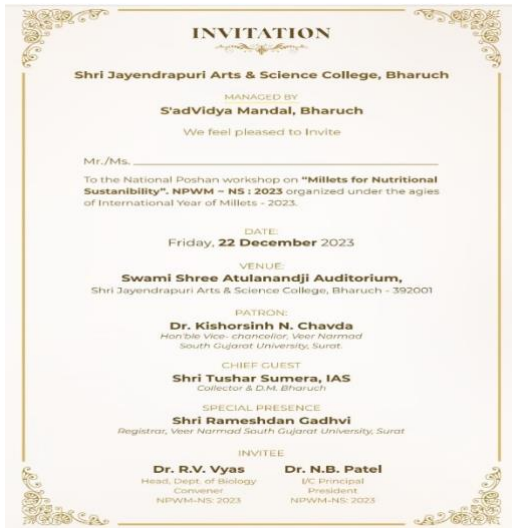 INVITATION
Shri Jayendrapuri Arts & Science College, Bharuch
MANAGED BY
S'adVidya Mandal, Bharuch
We feel pleased to Invite
Mr./Ms.
To the National Poshan workshop on "Millets for Nutritional
Sustanibility". NPWM – NS : 2023 organized under the agies
of International Year of Millets - 2023.
DATE:
Friday, 22 December 2023
VENUE:
Swami Shree Atulanandji Auditorium,
Shri Jayendrapuri Arts & Science College, Bharuch - 392001
PATRON:
Dr. Kishorsinh N. Chavda
Hon'ble Vice- chancellor, Veer Narmad
South Gujarat University, Surat.
CHIEF GUEST
Shri Tushar Sumera, IAS
Collector & D.M. Bharuch
SPECIAL PRESENCE
Shri Rameshdan Gadhvi
Registrar, Veer Narmad South Gujarat University, Surat
INVITEE
Dr. R.V. Vyas Dr. N.B. Patel
Head, Dept. of Biology I/C Principal
Convener President
NPWM-NS: 2023 NPWM-NS: 2023